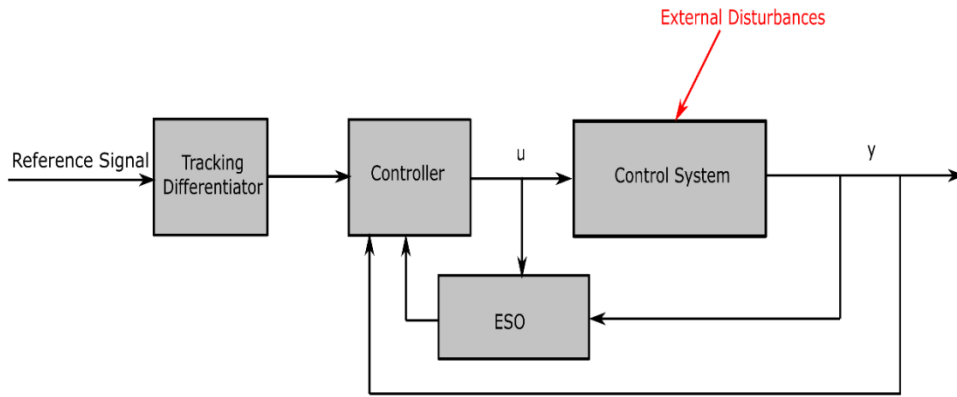 External Disturbances
Reference Signal
Tracking
Differentiator
Controller
u
Control System
y
ESO